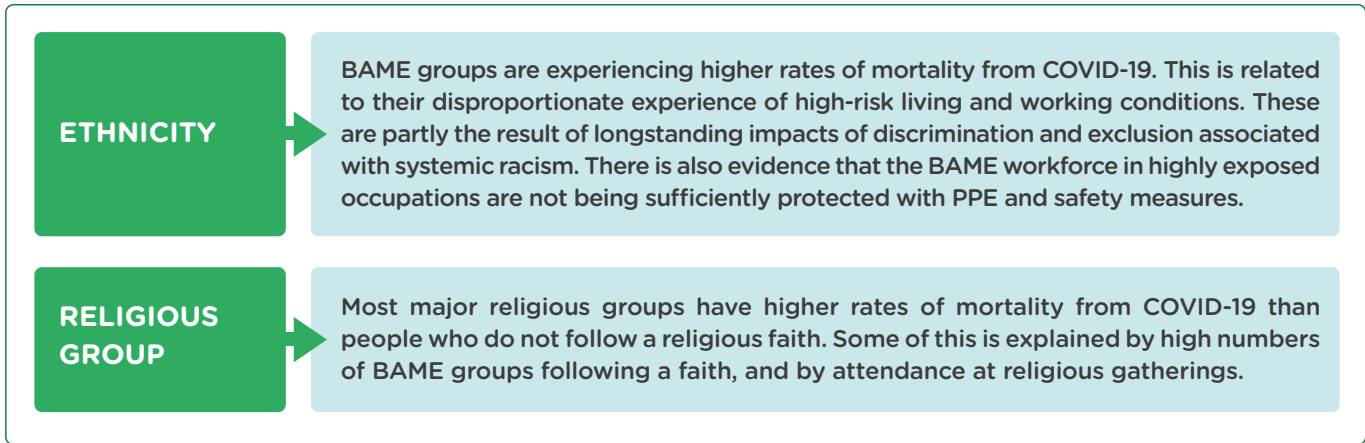 ETHNICITY
BAME groups are experiencing higher rates of mortality from COVID-19. This is related
to their disproportionate experience of high-risk living and working conditions. These
are partly the result of longstanding impacts of discrimination and exclusion associated
with systemic racism. There is also evidence that the BAME workforce in highly exposed
occupations are not being sufficiently protected with PPE and safety measures.
RELIGIOUS
GROUP
Most major religious groups have higher rates of mortality from COVID-19 than
people who do not follow a religious faith. Some of this is explained by high numbers
of BAME groups following a faith, and by attendance at religious gatherings.